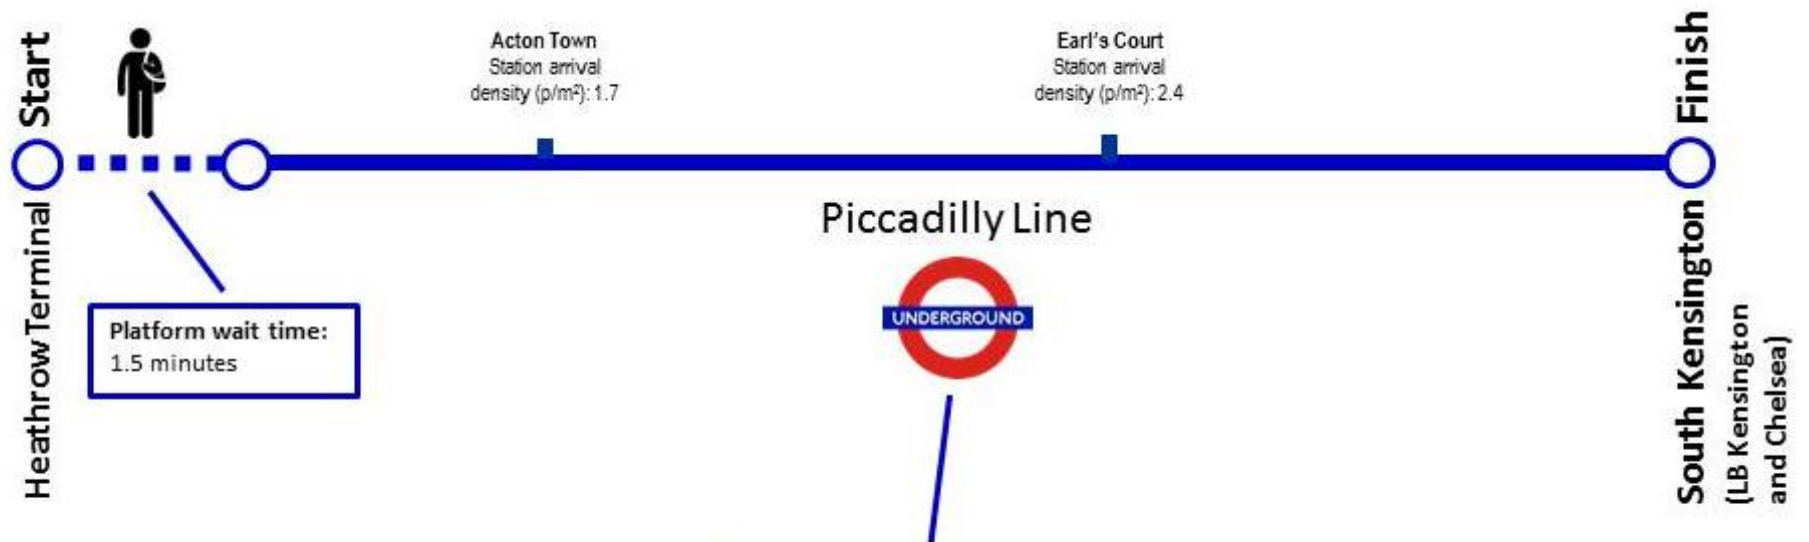 Start
Heathrow Terminal
Acton Town
Station arrival
density (p/m²): 1.7
Earl's Court
Station arrival
density (p/m²): 2.4
Finish
Piccadilly Line
UNDERGROUND
Platform wait time:
1.5 minutes
South Kensington
(LB Kensington
and Chelsea)